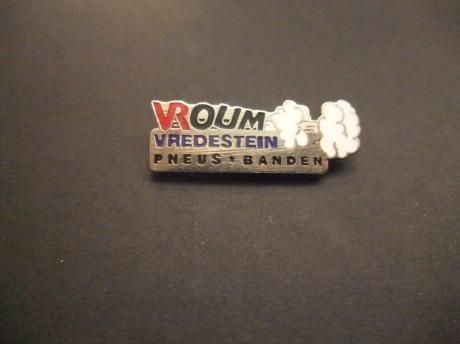 VROUM
VREDESTEIN
PNEUS * BANDEN